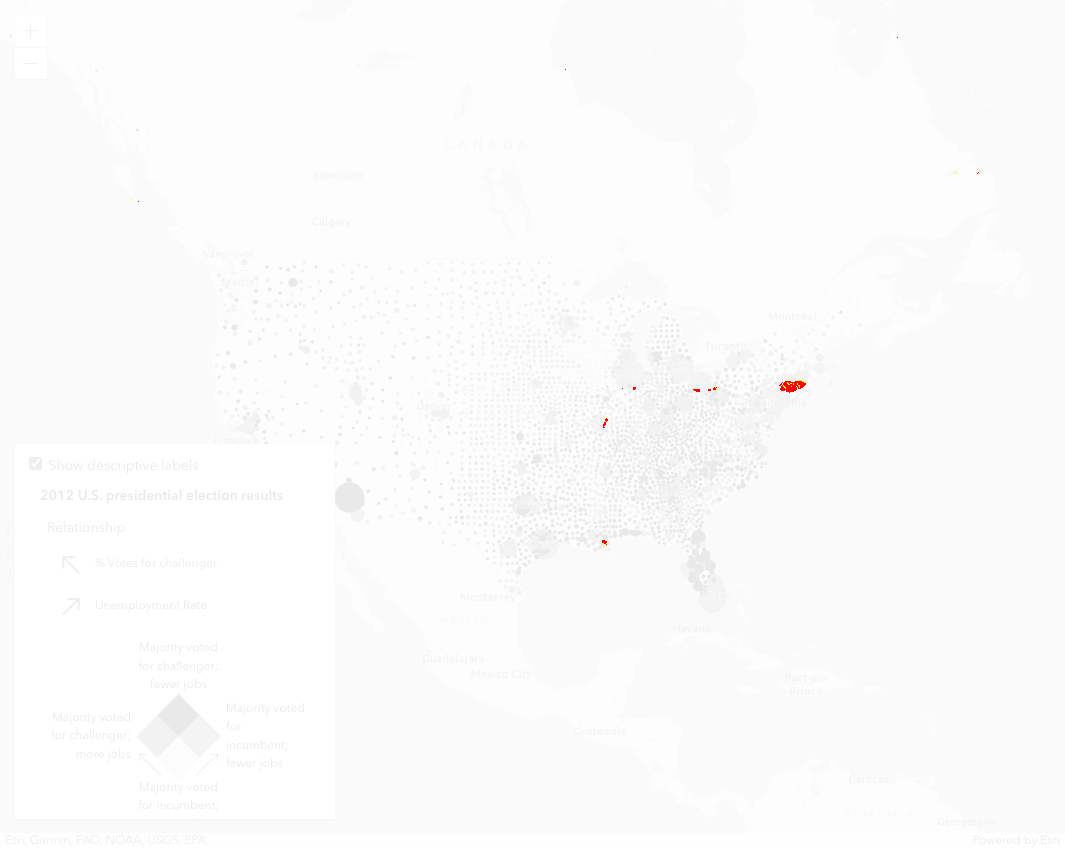 CANADA
Edmonton
Calgary
Vancouver
Seattle
Montreal
Toronto
San
Francisco
Show descriptive labels
2012 U.S. presidential election results
Relationship
% Votes for challenger
Unemployment Rate
Majority voted
for challenger;
fewer jobs
Majority voted
for challenger;
more jobs
Majority voted
for
incumbent;
fewer jobs
Majority voted
for incumbent;
Monterrey
MÉXICO
Guadalajara
Mexico City
Havana
Port-au-
Prince
Guatemala
Caracas
Georgetown
Esri, Garmin, FAO, NOAA, USGS, EPA
Powered by Esri